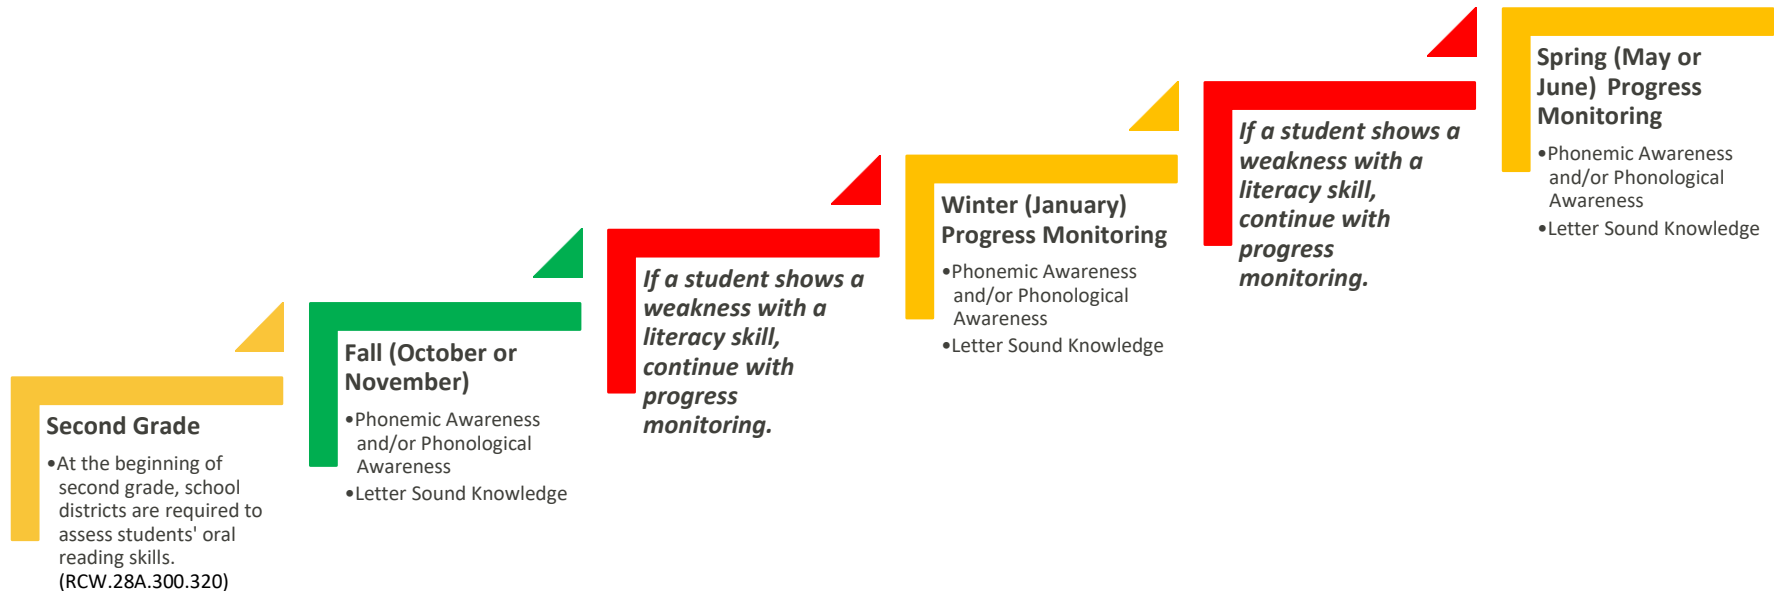 Second Grade
•At the beginning of
second grade, school
districts are required to
assess students' oral
reading skills.
(RCW.28A.300.320)
Fall (October or
November)
•Phonemic Awareness
and/or Phonological
Awareness
•Letter Sound Knowledge
If a student shows a
weakness with a
literacy skill,
continue with
progress
monitoring.
Winter (January)
Progress Monitoring
•Phonemic Awareness
and/or Phonological
Awareness
•Letter Sound Knowledge
If a student shows a
weakness with a
literacy skill,
continue with
progress
monitoring.
Spring (May or
June) Progress
Monitoring
•Phonemic Awareness
and/or Phonological
Awareness
•Letter Sound Knowledge